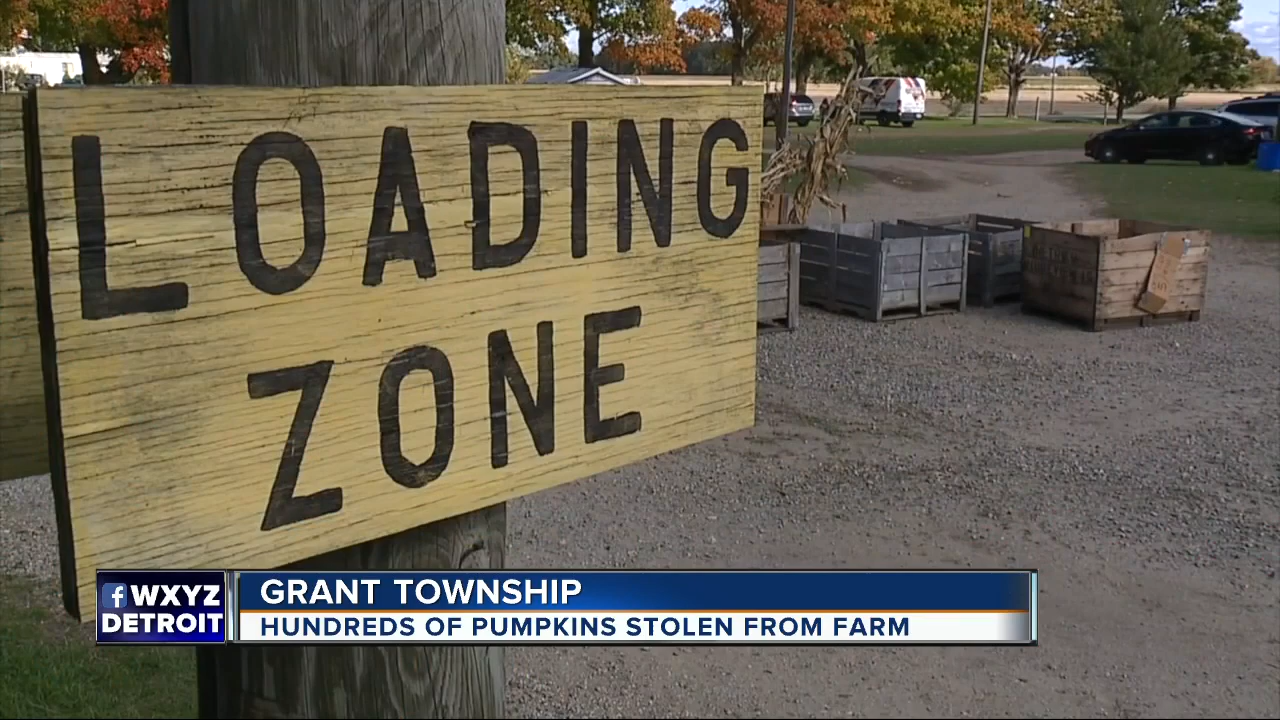 LOADING
ZONE
GRANT TOWNSHIP
f WXYZ
DETROIT
HUNDREDS OF PUMPKINS STOLEN FROM FARM